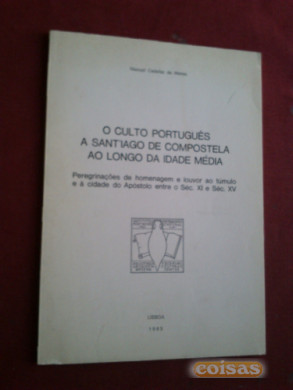 O CULTO PORTUGUÊS
A SANT'IAGO DE COMPOSTELA
AO LONGO DA IDADE MÉDIA
Peregrinações de homenagem e louvor ao túmulo
e à cidade do Apóstolo entre o Séc. XI e Séc. XV
LISBOA
coisas